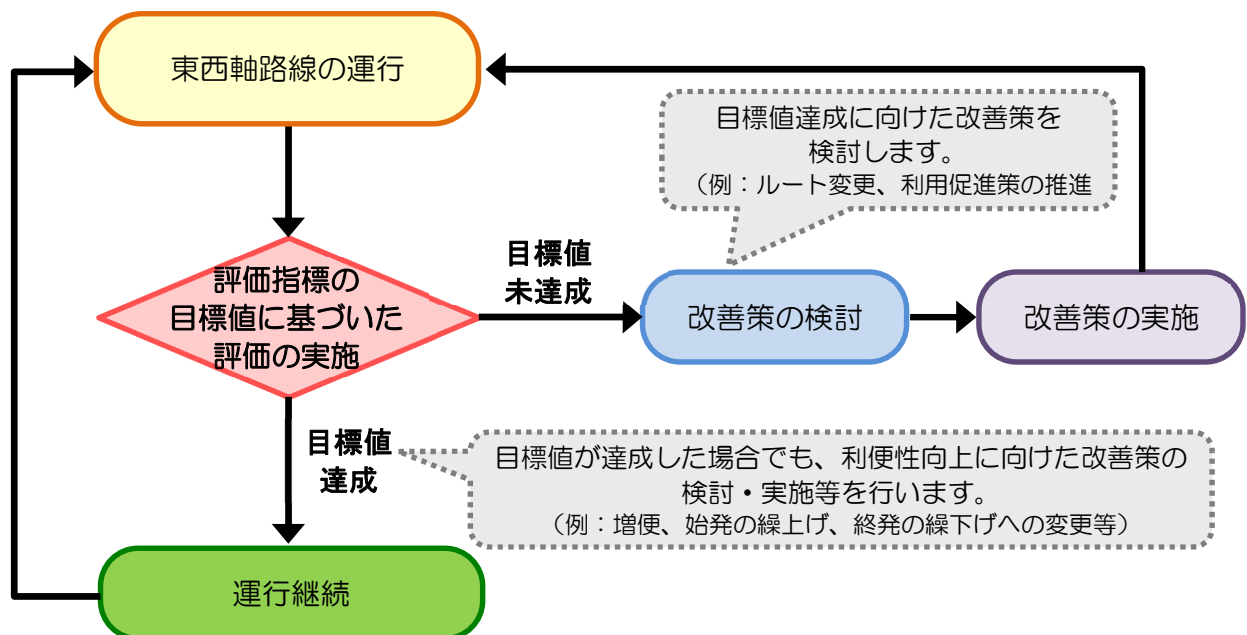 東西軸路線の運行
目標値達成に向けた改善策を
検討します。
（例：ルート変更、利用促進策の推進
評価指標の
目標値に基づいた
評価の実施
目標値
未達成
改善策の検討
改善策の実施
目標値
達成
目標値が達成した場合でも、利便性向上に向けた改善策の
検討・実施等を行います。
（例：増便、始発の繰上げ、終発の繰下げへの変更等）
運行継続